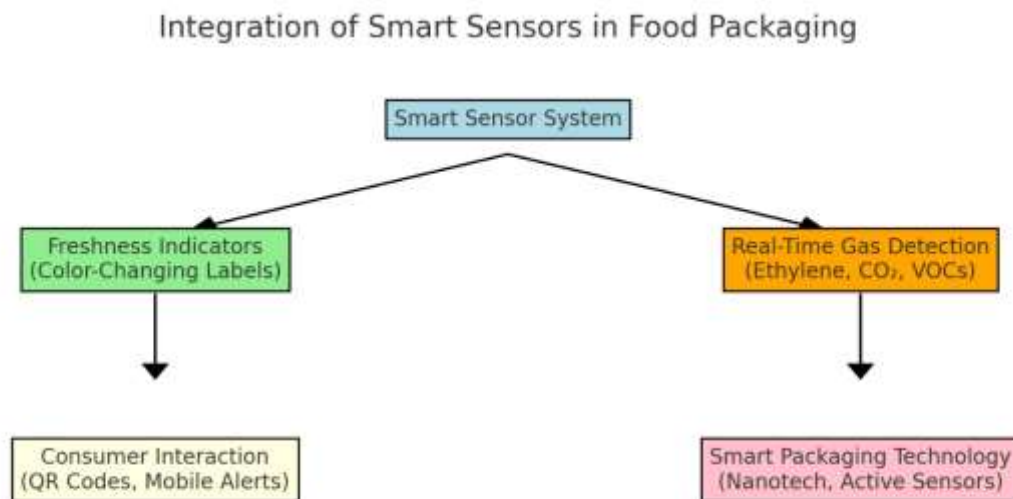 Integration of Smart Sensors in Food Packaging
Smart Sensor System
Freshness Indicators
(Color-Changing Labels)
Real-Time Gas Detection
(Ethylene, CO₂, VOCs)
Consumer Interaction
(QR Codes, Mobile Alerts)
Smart Packaging Technology
(Nanotech, Active Sensors)